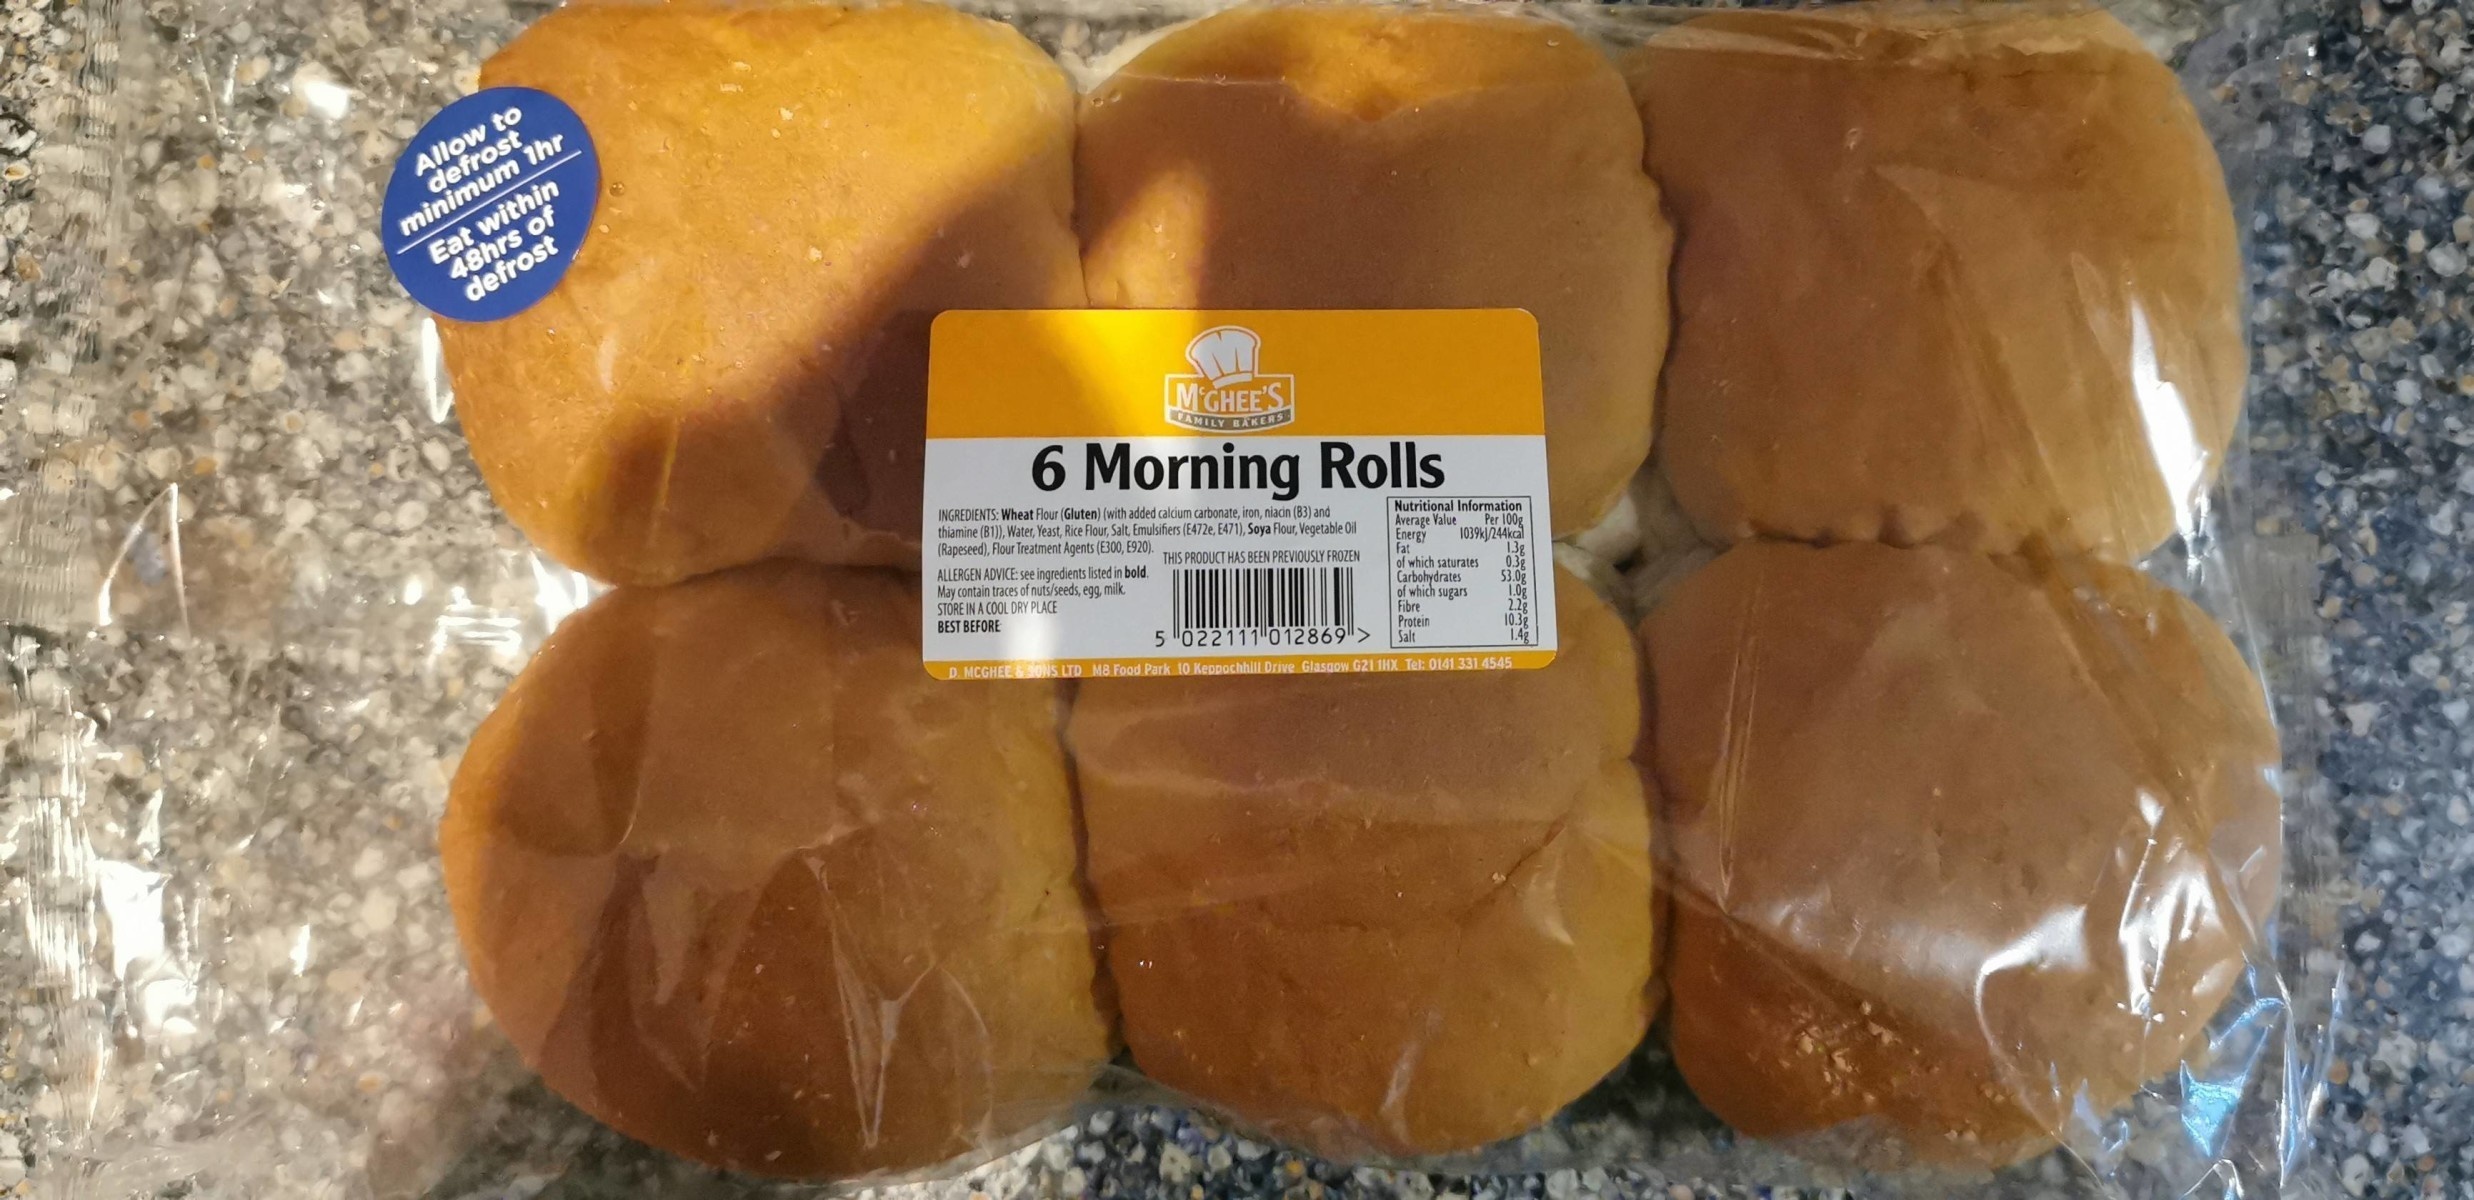 Allow to
defrost
minimum 1hr
Eat within
48hrs of
defrost
McGHEE'S
FAMILY BAKERS
6 Morning Rolls
INGREDIENTS: Wheat Flour (Gluten) (with added calcium carbonate, iron, niacin (B3) and
thiamine (B1)), Water, Yeast, Rice Flour, Salt, Emulsifiers (E472e, E471), Soya Flour, Vegetable Oil
(Rapeseed), Flour Treatment Agents (E300, E920).
THIS PRODUCT HAS BEEN PREVIOUSLY FROZEN
ALLERGEN ADVICE: see ingredients listed in bold.
May contain traces of nuts/seeds, egg, milk.
STORE IN A COOL DRY PLACE
BEST BEFORE
5 022111 012869 >
Nutritional Information
Average Value Per 100g
Energy 1039kJ/244kcal
Fat 1.3g
of which saturates 0.3g
Carbohydrates 53.0g
of which sugars 1.0g
Fibre 2.2g
Protein 10.3g
Salt 1.4g
D. MCGHEE & SONS LTD M8 Food Park 10 Keppochhill Drive Glasgow G21 1HX Tel: 0141 331 4545